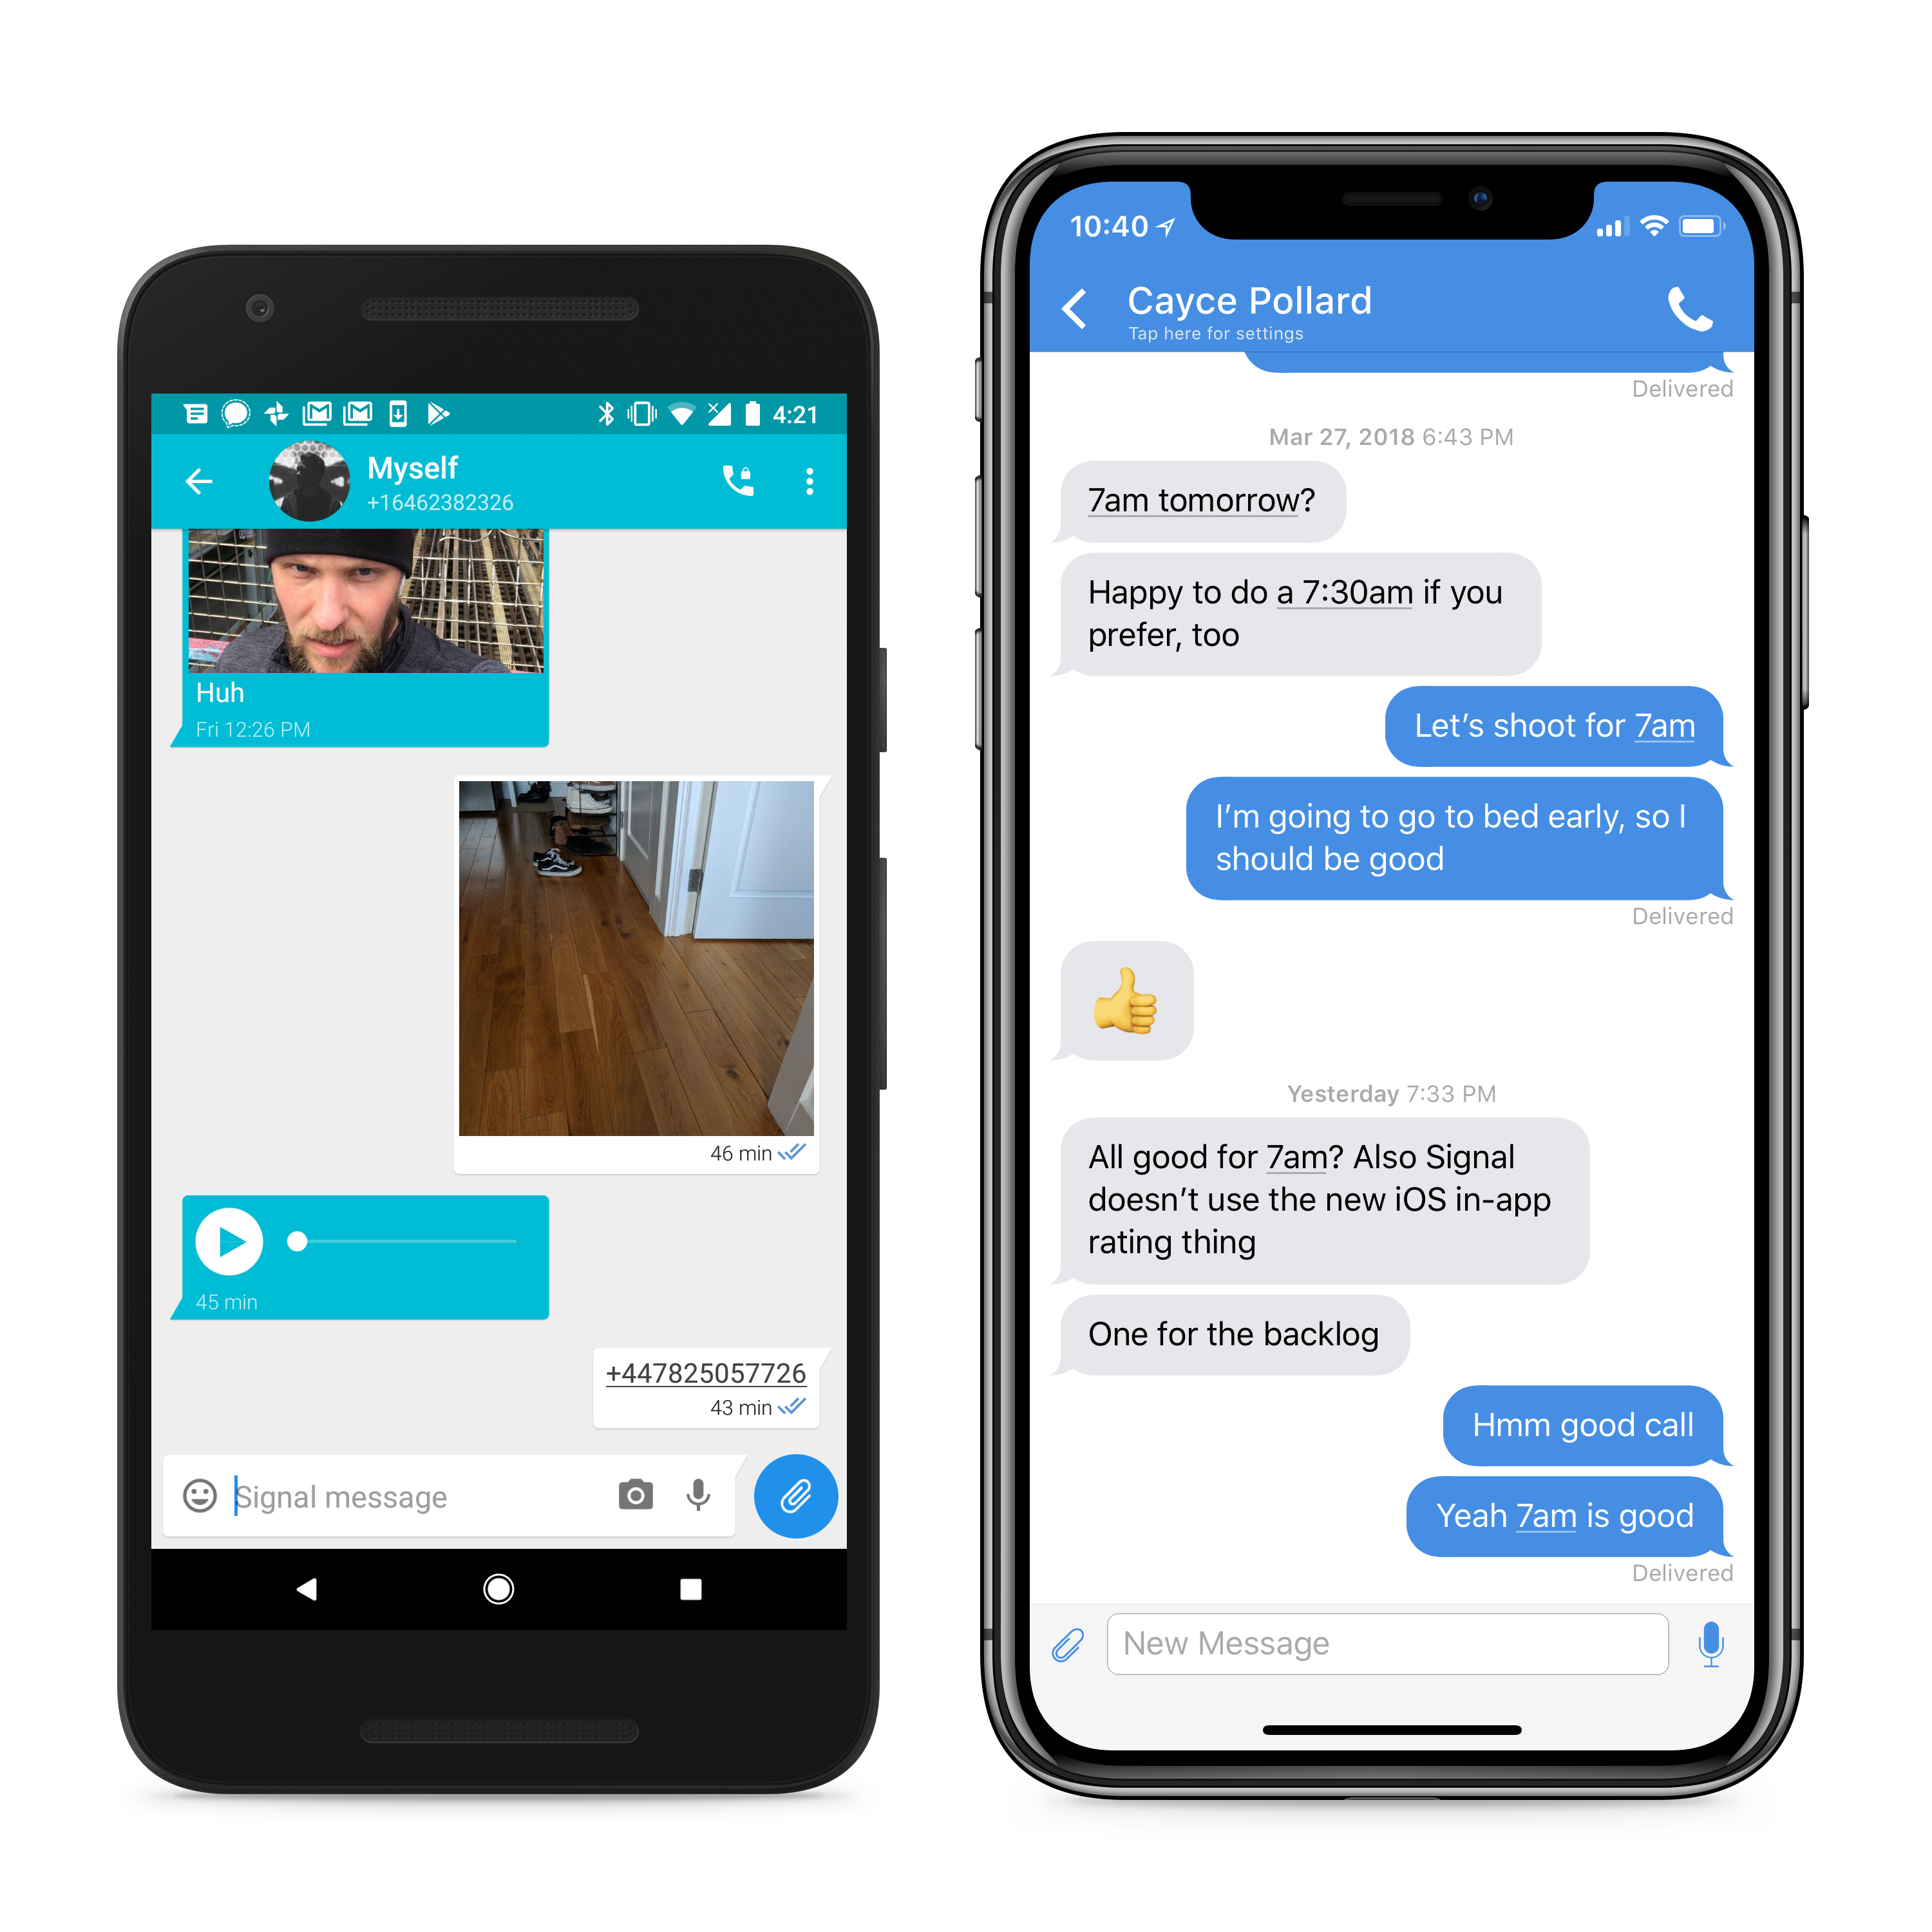 4:21
Myself
+16462382326
Huh
Fri 12:26 PM
46 min
45 min
+447825057726
43 min
Signal message
10:40
Cayce Pollard
Tap here for settings
Delivered
Mar 27, 2018 6:43 PM
7am tomorrow?
Happy to do a 7:30am if you
prefer, too
Let’s shoot for 7am
I’m going to go to bed early, so I
should be good
Delivered
Yesterday 7:33 PM
All good for 7am? Also Signal
doesn’t use the new iOS in-app
rating thing
One for the backlog
Hmm good call
Yeah 7am is good
Delivered
New Message